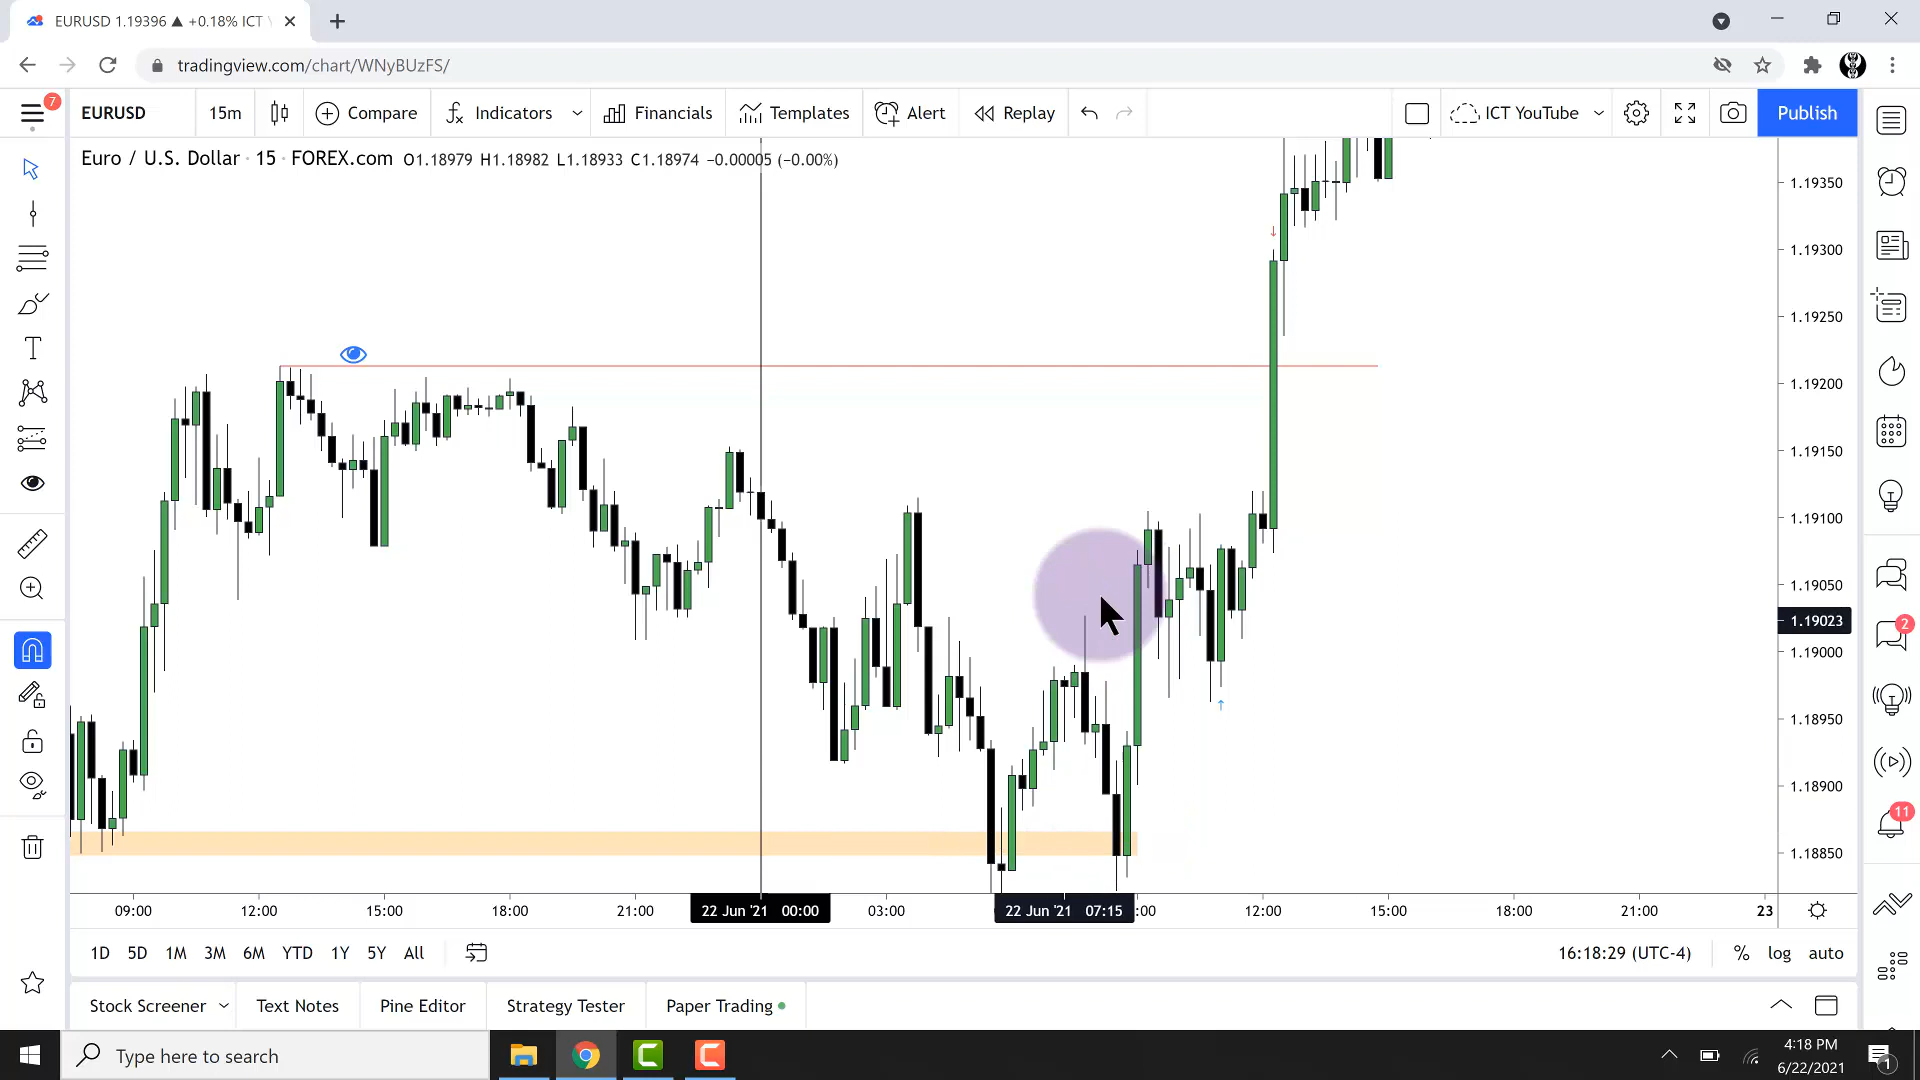 EURUSD 1.19396 ▲ +0.18% ICT
tradingview.com/chart/WNyBUzFS/
7
EURUSD
15m
Compare
Indicators
Financials
Templates
Alert
Replay
ICT YouTube
Publish
Euro / U.S. Dollar · 15 · FOREX.com O1.18979 H1.18982 L1.18933 C1.18974 −0.00005 (−0.00%)
1.19350
1.19300
1.19250
1.19200
1.19150
1.19100
1.19050
1.19023
1.19000
1.18950
1.18900
1.18850
2
11
09:00
12:00
15:00
18:00
21:00
22 Jun '21 00:00
03:00
22 Jun '21 07:15
:00
12:00
15:00
18:00
21:00
23
1D 5D 1M 3M 6M YTD 1Y 5Y All
16:18:29 (UTC-4)
% log auto
Stock Screener
Text Notes
Pine Editor
Strategy Tester
Paper Trading
Type here to search
4:18 PM
6/22/2021
1